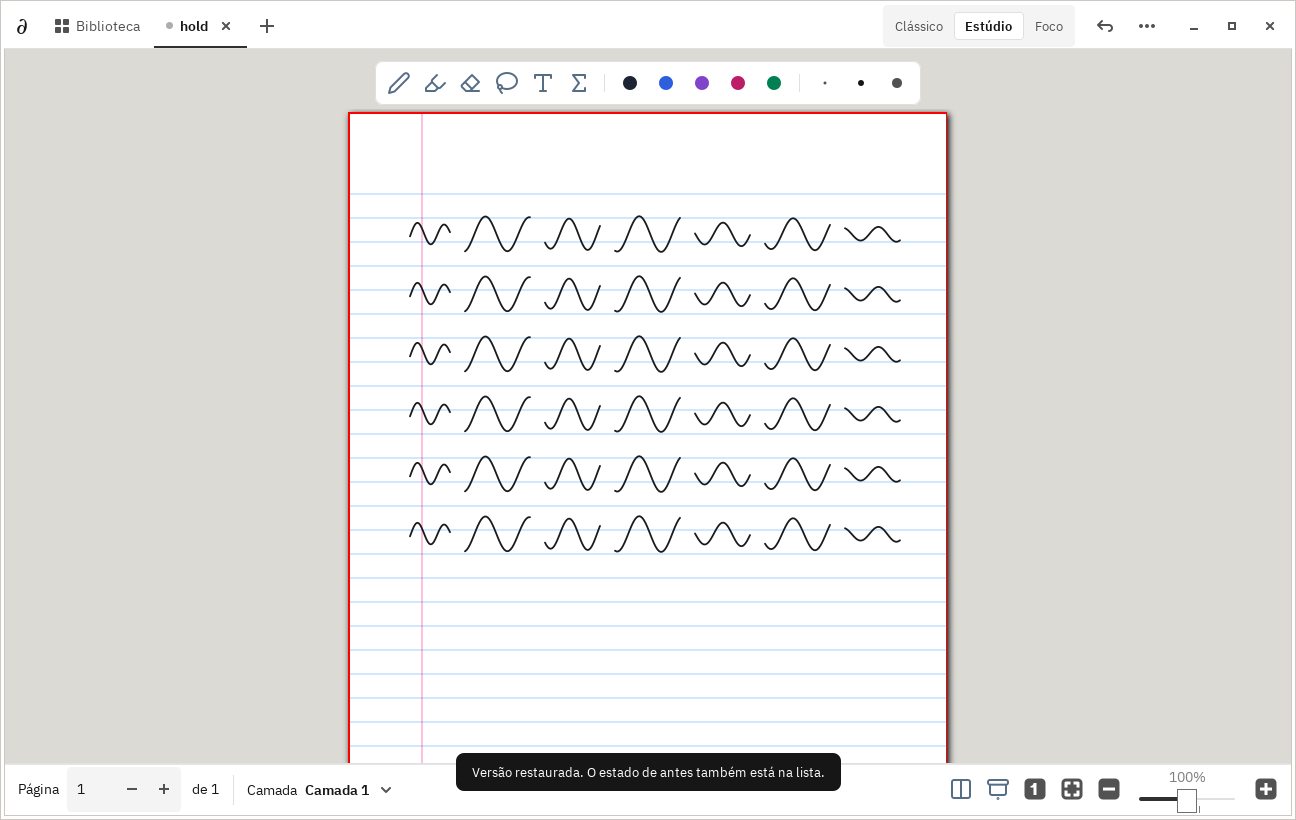 ∂ Biblioteca hold Clássico Estúdio Foco
Versão restaurada. O estado de antes também está na lista.
Página 1 de 1 Camada Camada 1 1 100%